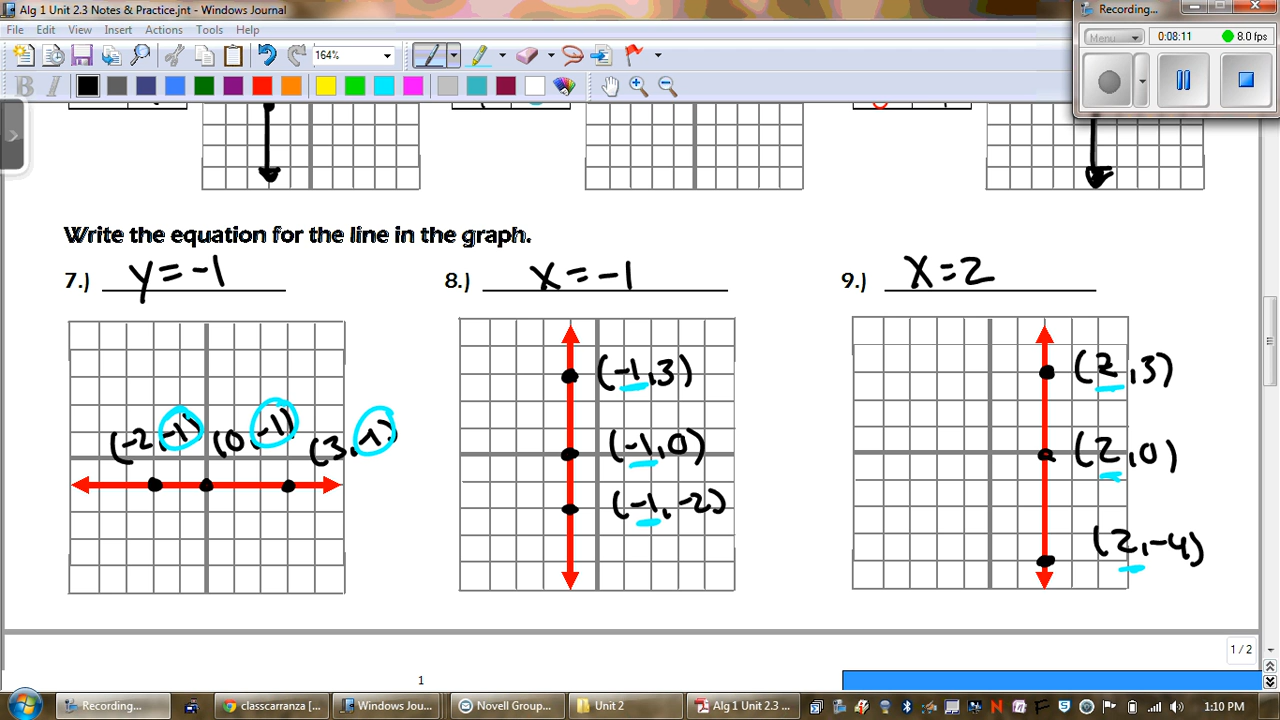 Alg 1 Unit 2.3 Notes & Practice.jnt - Windows Journal
Recording...
File Edit View Insert Actions Tools Help
Menu 0:08:11 8.0 fps
164%
B I
Write the equation for the line in the graph.
7.) y = -1 8.) x = -1 9.) x = 2
(-1,3) (2,3)
(-2,-1) (0,-1) (3,-1) (-1,0) (2,0)
(-1,-2) (2,-4)
1 / 2
1
Recording... classcarranza [... Windows Jou... Novell Group... Unit 2 Alg 1 Unit 2.3 ... 1:10 PM